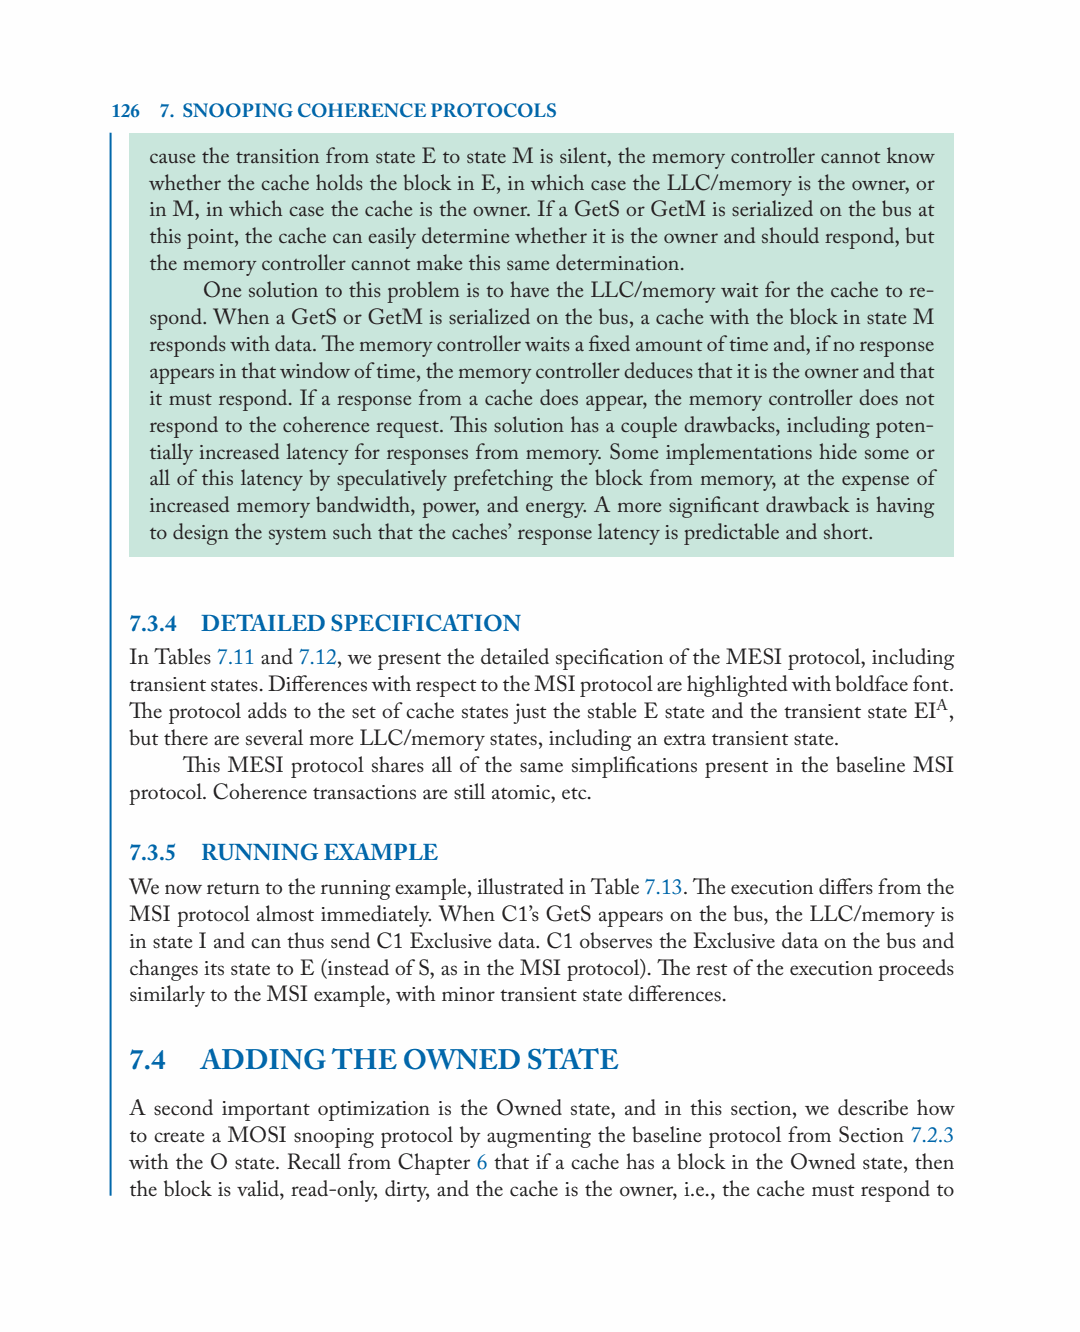 126 7. SNOOPING COHERENCE PROTOCOLS
cause the transition from state E to state M is silent, the memory controller cannot know
whether the cache holds the block in E, in which case the LLC/memory is the owner, or
in M, in which case the cache is the owner. If a GetS or GetM is serialized on the bus at
this point, the cache can easily determine whether it is the owner and should respond, but
the memory controller cannot make this same determination.
One solution to this problem is to have the LLC/memory wait for the cache to re-
spond. When a GetS or GetM is serialized on the bus, a cache with the block in state M
responds with data. The memory controller waits a fixed amount of time and, if no response
appears in that window of time, the memory controller deduces that it is the owner and that
it must respond. If a response from a cache does appear, the memory controller does not
respond to the coherence request. This solution has a couple drawbacks, including poten-
tially increased latency for responses from memory. Some implementations hide some or
all of this latency by speculatively prefetching the block from memory, at the expense of
increased memory bandwidth, power, and energy. A more significant drawback is having
to design the system such that the caches' response latency is predictable and short.
7.3.4 DETAILED SPECIFICATION
In Tables 7.11 and 7.12, we present the detailed specification of the MESI protocol, including
transient states. Differences with respect to the MSI protocol are highlighted with boldface font.
The protocol adds to the set of cache states just the stable E state and the transient state EI^A,
but there are several more LLC/memory states, including an extra transient state.
This MESI protocol shares all of the same simplifications present in the baseline MSI
protocol. Coherence transactions are still atomic, etc.
7.3.5 RUNNING EXAMPLE
We now return to the running example, illustrated in Table 7.13. The execution differs from the
MSI protocol almost immediately. When C1's GetS appears on the bus, the LLC/memory is
in state I and can thus send C1 Exclusive data. C1 observes the Exclusive data on the bus and
changes its state to E (instead of S, as in the MSI protocol). The rest of the execution proceeds
similarly to the MSI example, with minor transient state differences.
7.4 ADDING THE OWNED STATE
A second important optimization is the Owned state, and in this section, we describe how
to create a MOSI snooping protocol by augmenting the baseline protocol from Section 7.2.3
with the O state. Recall from Chapter 6 that if a cache has a block in the Owned state, then
the block is valid, read-only, dirty, and the cache is the owner, i.e., the cache must respond to